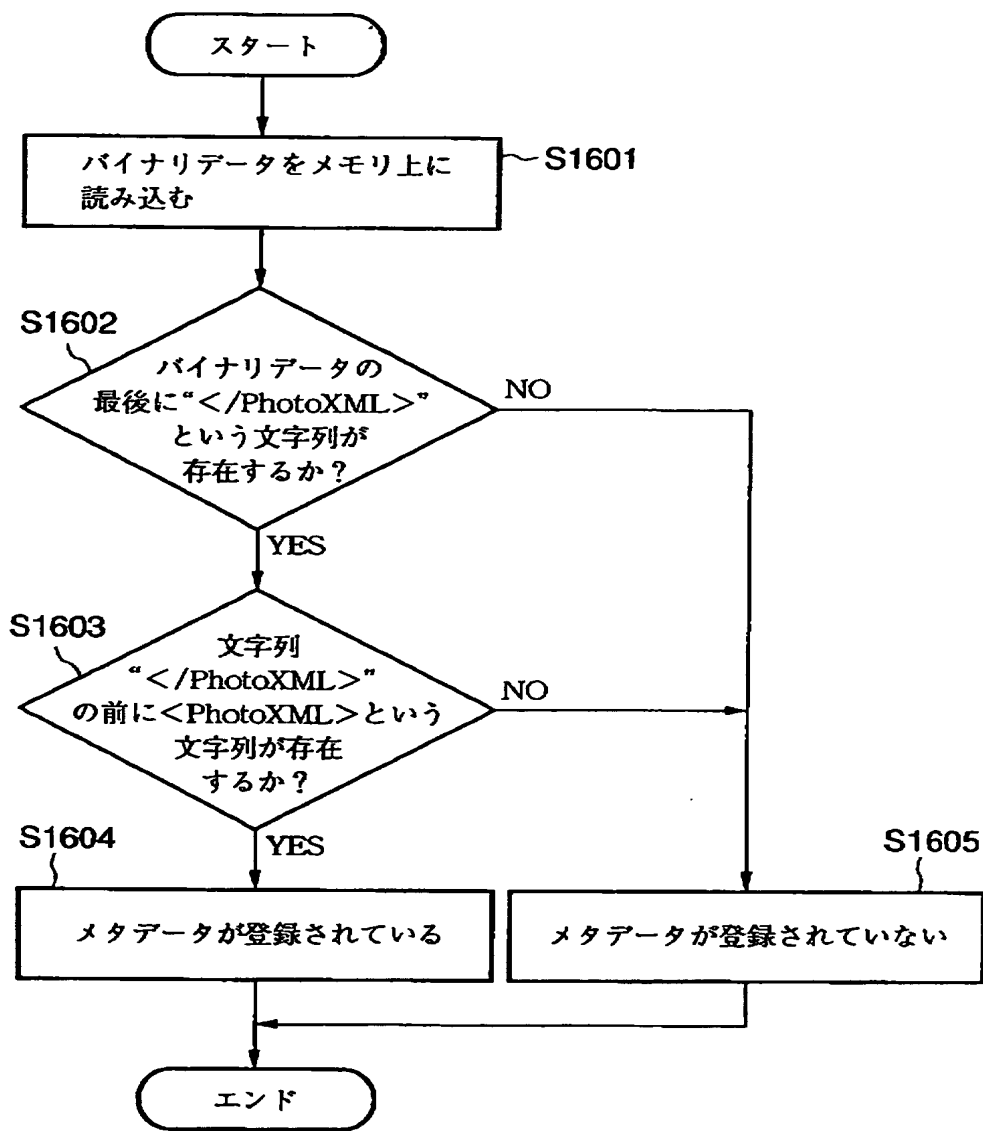 スタート
バイナリデータをメモリ上に
読み込む
S1601
S1602
バイナリデータの
最後に“</PhotoXML>”
という文字列が
存在するか？
NO
YES
S1603
文字列
“</PhotoXML>”
の前に<PhotoXML>という
文字列が存在
するか？
NO
YES
S1604
メタデータが登録されている
S1605
メタデータが登録されていない
エンド